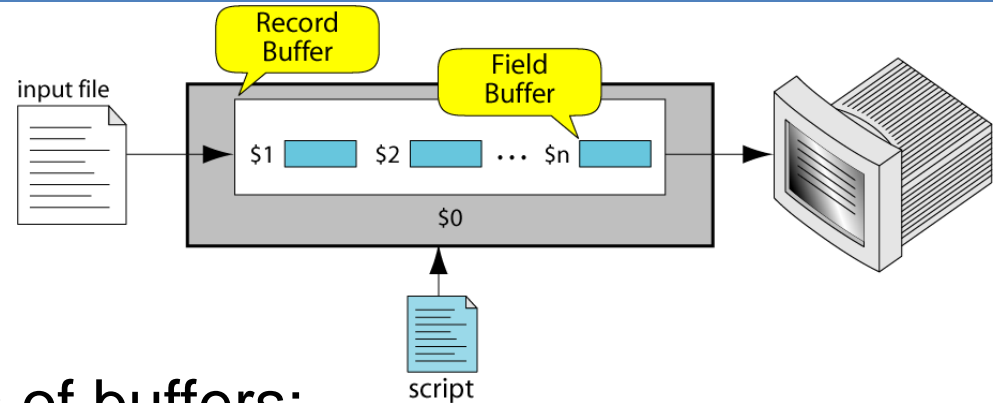 Record
Buffer
Field
Buffer
input file
$1 $2 ... $n
$0
script
of buffers: